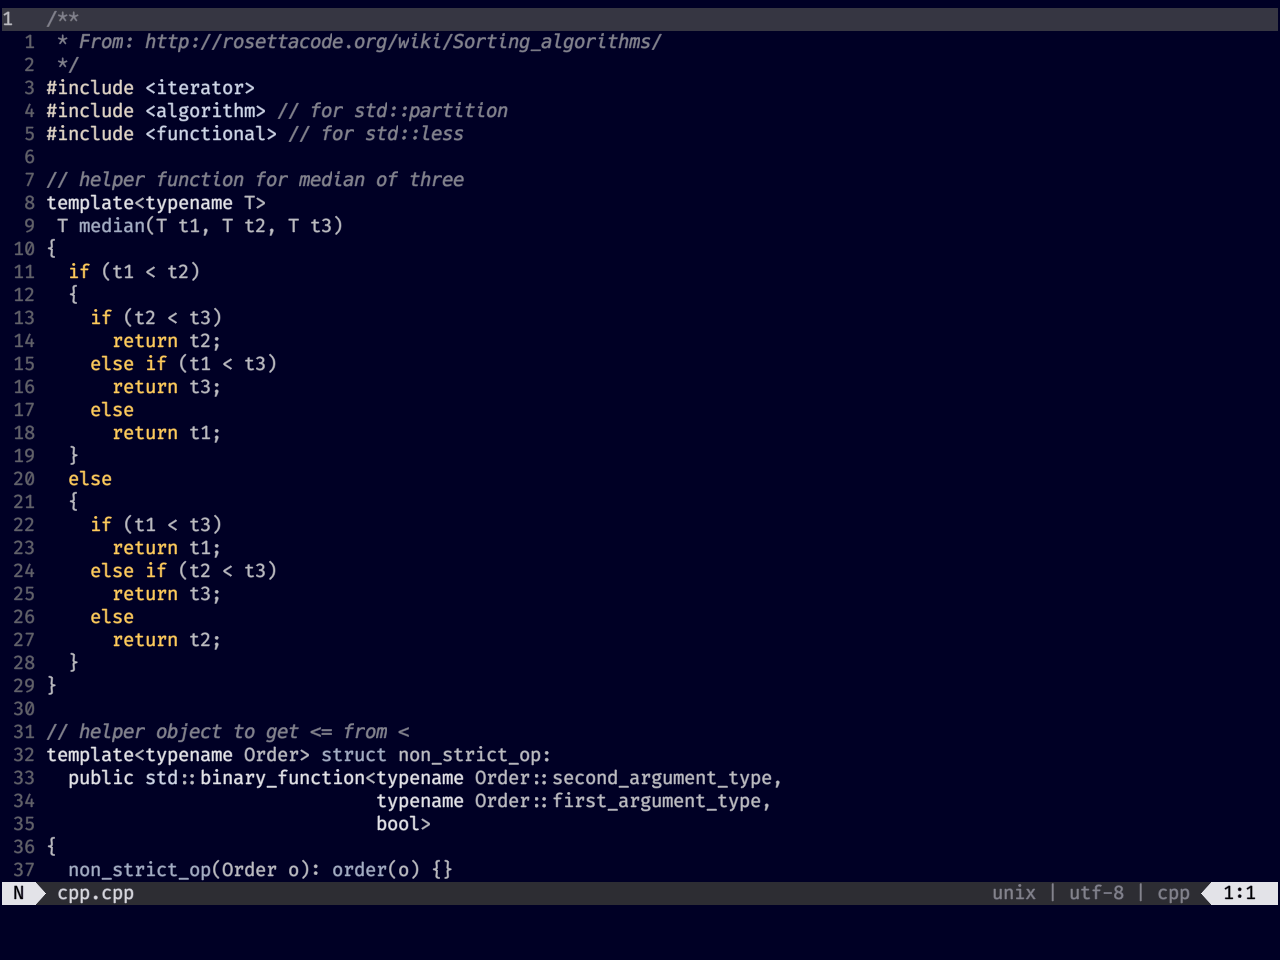 1   /**
  1  * From: http://rosettacode.org/wiki/Sorting_algorithms/
  2  */
  3 #include <iterator>
  4 #include <algorithm> // for std::partition
  5 #include <functional> // for std::less
  6
  7 // helper function for median of three
  8 template<typename T>
  9  T median(T t1, T t2, T t3)
 10 {
 11   if (t1 < t2)
 12   {
 13     if (t2 < t3)
 14       return t2;
 15     else if (t1 < t3)
 16       return t3;
 17     else
 18       return t1;
 19   }
 20   else
 21   {
 22     if (t1 < t3)
 23       return t1;
 24     else if (t2 < t3)
 25       return t3;
 26     else
 27       return t2;
 28   }
 29 }
 30
 31 // helper object to get <= from <
 32 template<typename Order> struct non_strict_op:
 33   public std::binary_function<typename Order::second_argument_type,
 34                               typename Order::first_argument_type,
 35                               bool>
 36 {
 37   non_strict_op(Order o): order(o) {}
N cpp.cpp unix | utf-8 | cpp 1:1